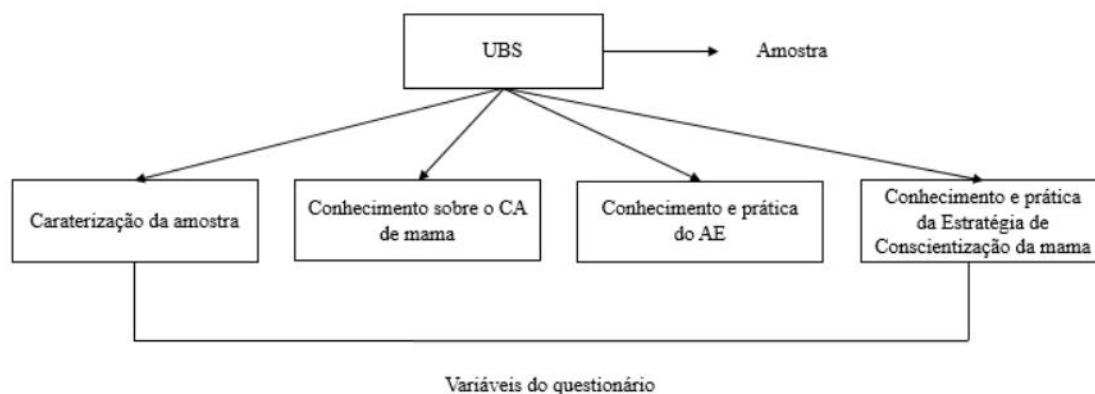 UBS
Amostra
Caraterização da amostra
Conhecimento sobre o CA
de mama
Conhecimento e prática
do AE
Conhecimento e prática
da Estratégia de
Conscientização da mama
Variáveis do questionário